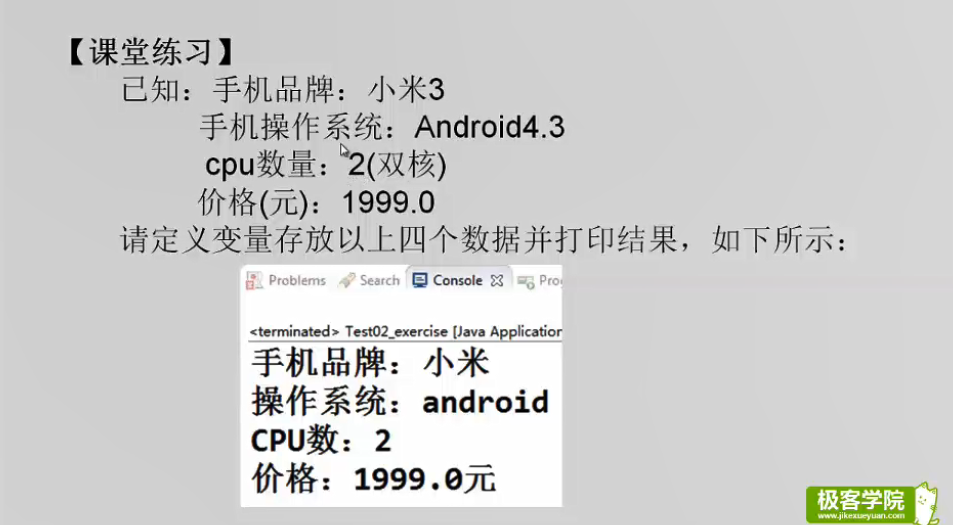 【课堂练习】
已知：手机品牌：小米3
手机操作系统：Android4.3
cpu数量：2(双核)
价格(元)：1999.0
请定义变量存放以上四个数据并打印结果，如下所示：
Problems Search Console Pro
<terminated> Test02_exercise [Java Application
手机品牌：小米
操作系统：android
CPU数：2
价格：1999.0元
极客学院
www.jikexueyuan.com